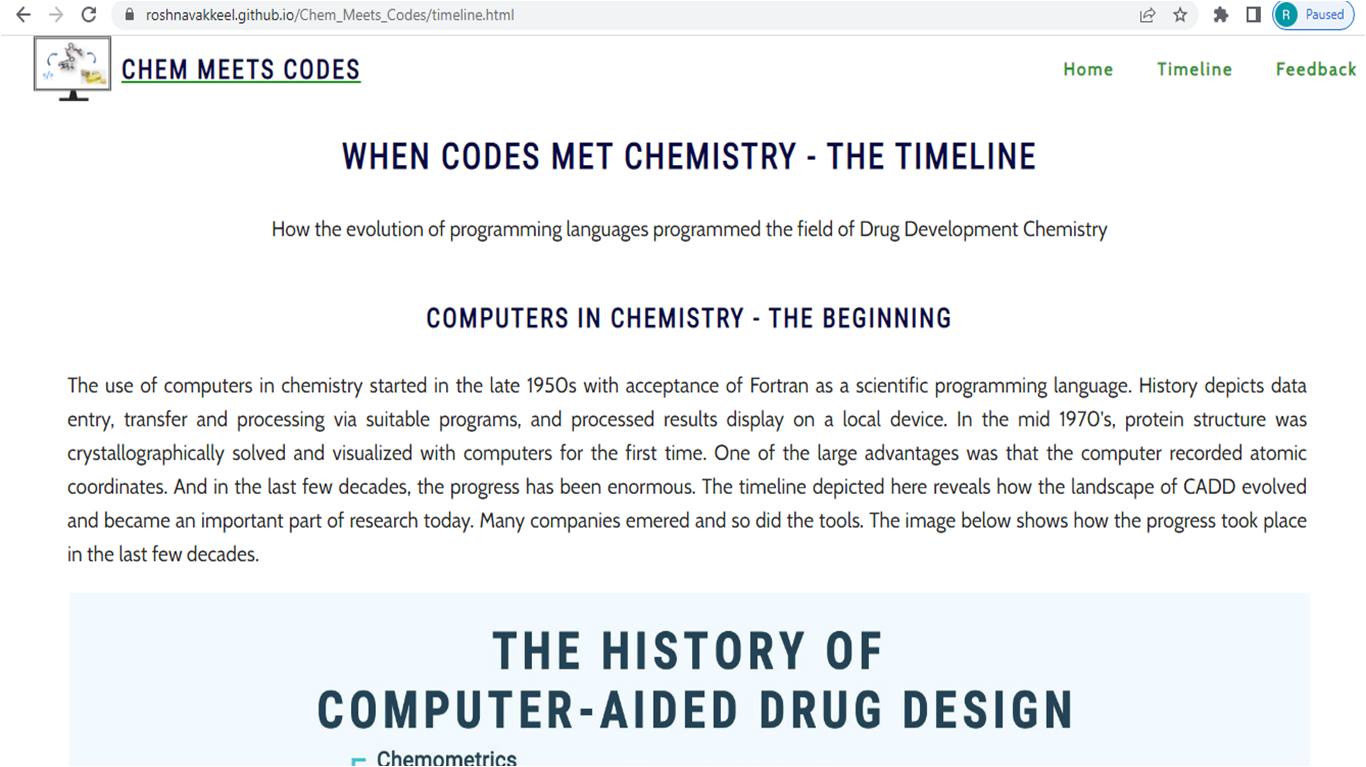 roshnavakkeel.github.io/Chem_Meets_Codes/timeline.html
R Paused
CHEM MEETS CODES
Home Timeline Feedback
WHEN CODES MET CHEMISTRY - THE TIMELINE
How the evolution of programming languages programmed the field of Drug Development Chemistry
COMPUTERS IN CHEMISTRY - THE BEGINNING
The use of computers in chemistry started in the late 1950s with acceptance of Fortran as a scientific programming language. History depicts data
entry, transfer and processing via suitable programs, and processed results display on a local device. In the mid 1970's, protein structure was
crystallographically solved and visualized with computers for the first time. One of the large advantages was that the computer recorded atomic
coordinates. And in the last few decades, the progress has been enormous. The timeline depicted here reveals how the landscape of CADD evolved
and became an important part of research today. Many companies emered and so did the tools. The image below shows how the progress took place
in the last few decades.
THE HISTORY OF
COMPUTER-AIDED DRUG DESIGN
Chemometrics